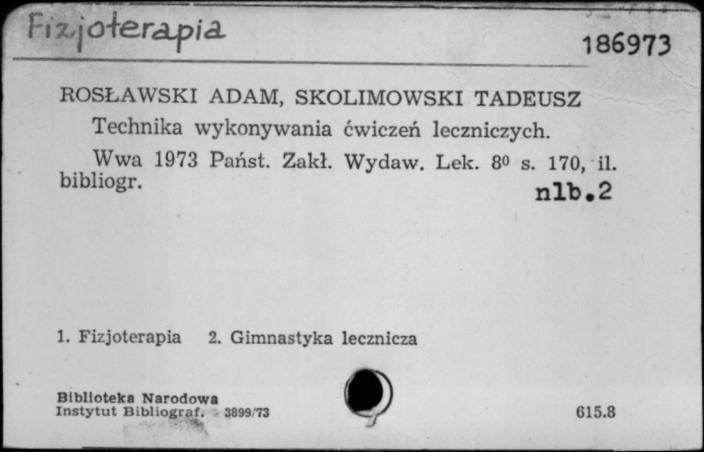 Fizjoterapia
186973
ROSŁAWSKI ADAM, SKOLIMOWSKI TADEUSZ
Technika wykonywania ćwiczeń leczniczych.
Wwa 1973 Państ. Zakł. Wydaw. Lek. 8⁰ s. 170, il.
bibliogr.
nlb.2
1. Fizjoterapia 2. Gimnastyka lecznicza
Biblioteka Narodowa
Instytut Bibliograf. 3899/73
615.8